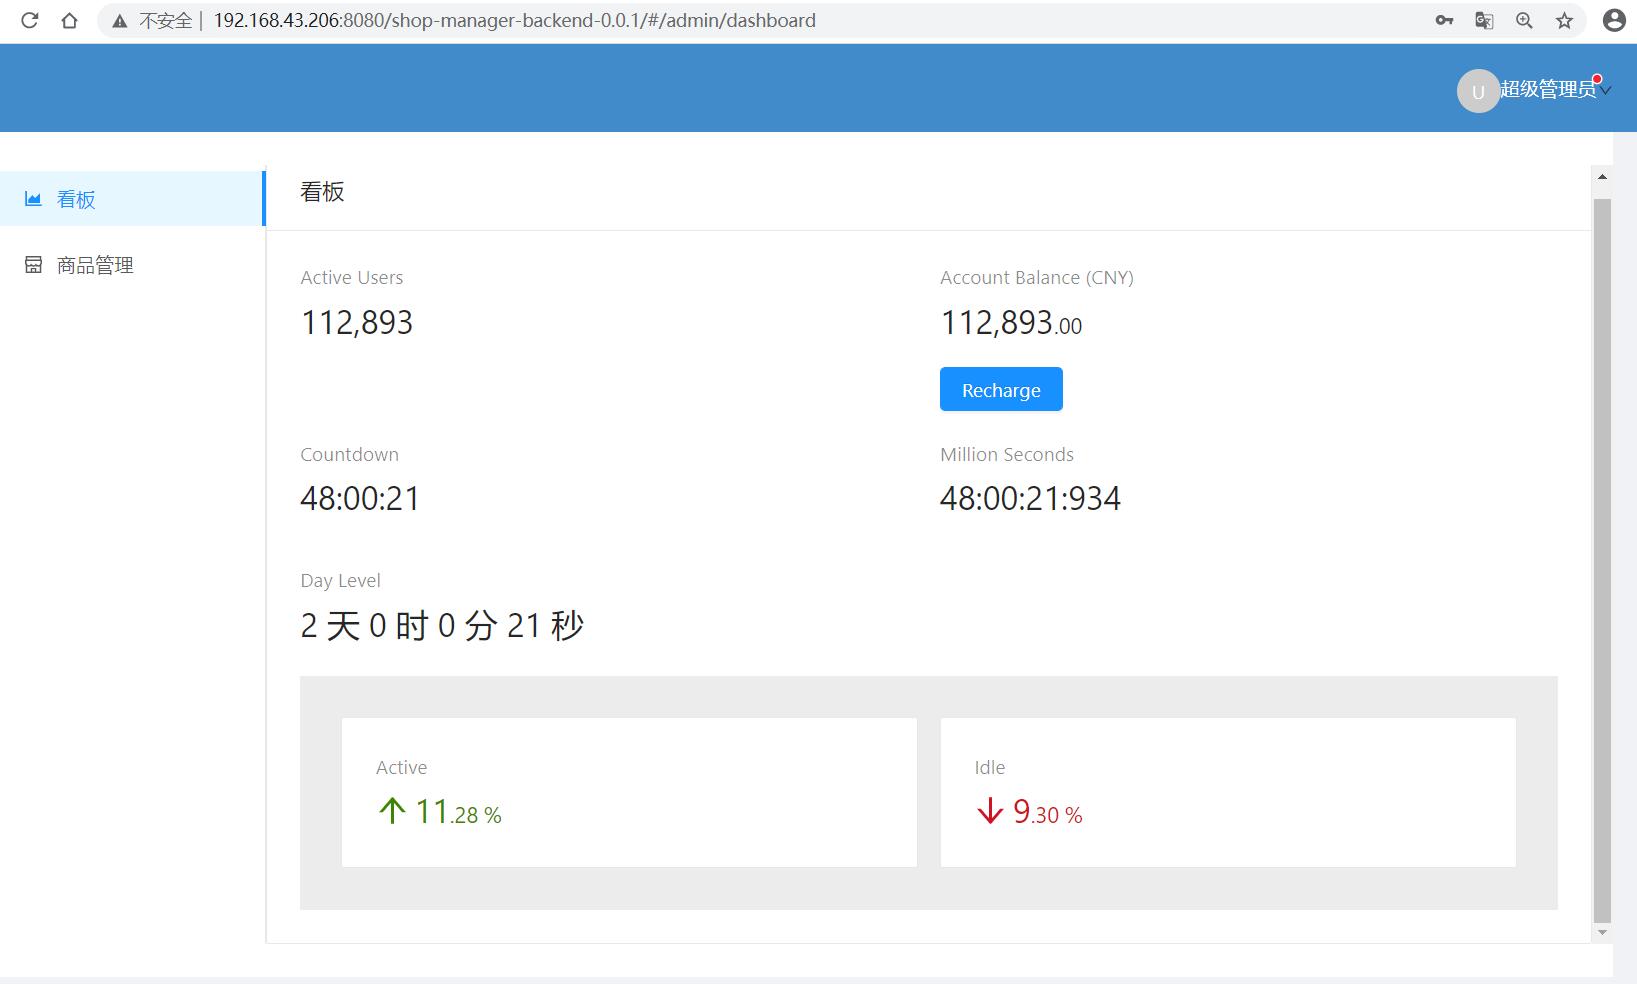 不安全 | 192.168.43.206:8080/shop-manager-backend-0.0.1/#/admin/dashboard
U 超级管理员
看板
商品管理
看板
Active Users
112,893
Account Balance (CNY)
112,893.00
Recharge
Countdown
48:00:21
Million Seconds
48:00:21:934
Day Level
2 天 0 时 0 分 21 秒
Active
11.28 %
Idle
9.30 %